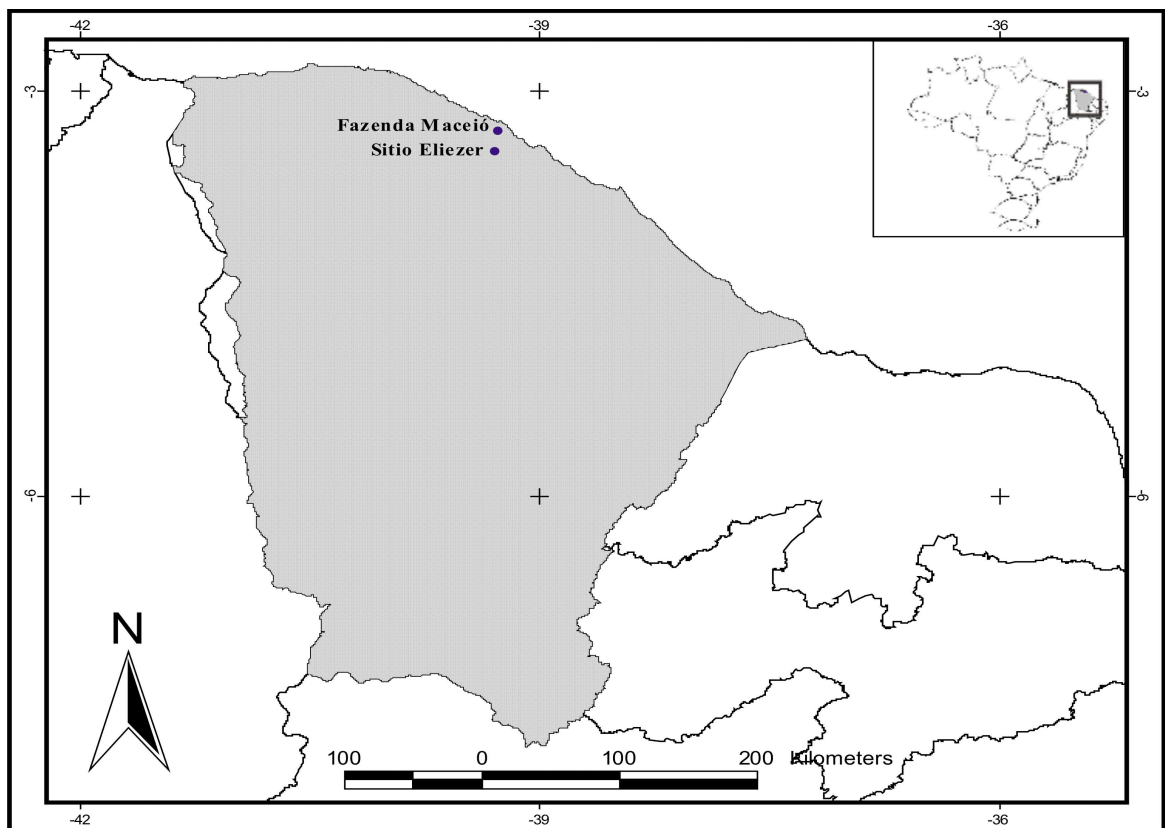 -42 -39 -36
-3 -3
Fazenda Maceió
Sitio Eliezer
-6 -6
N
100 0 100 200 Kilometers
-42 -39 -36